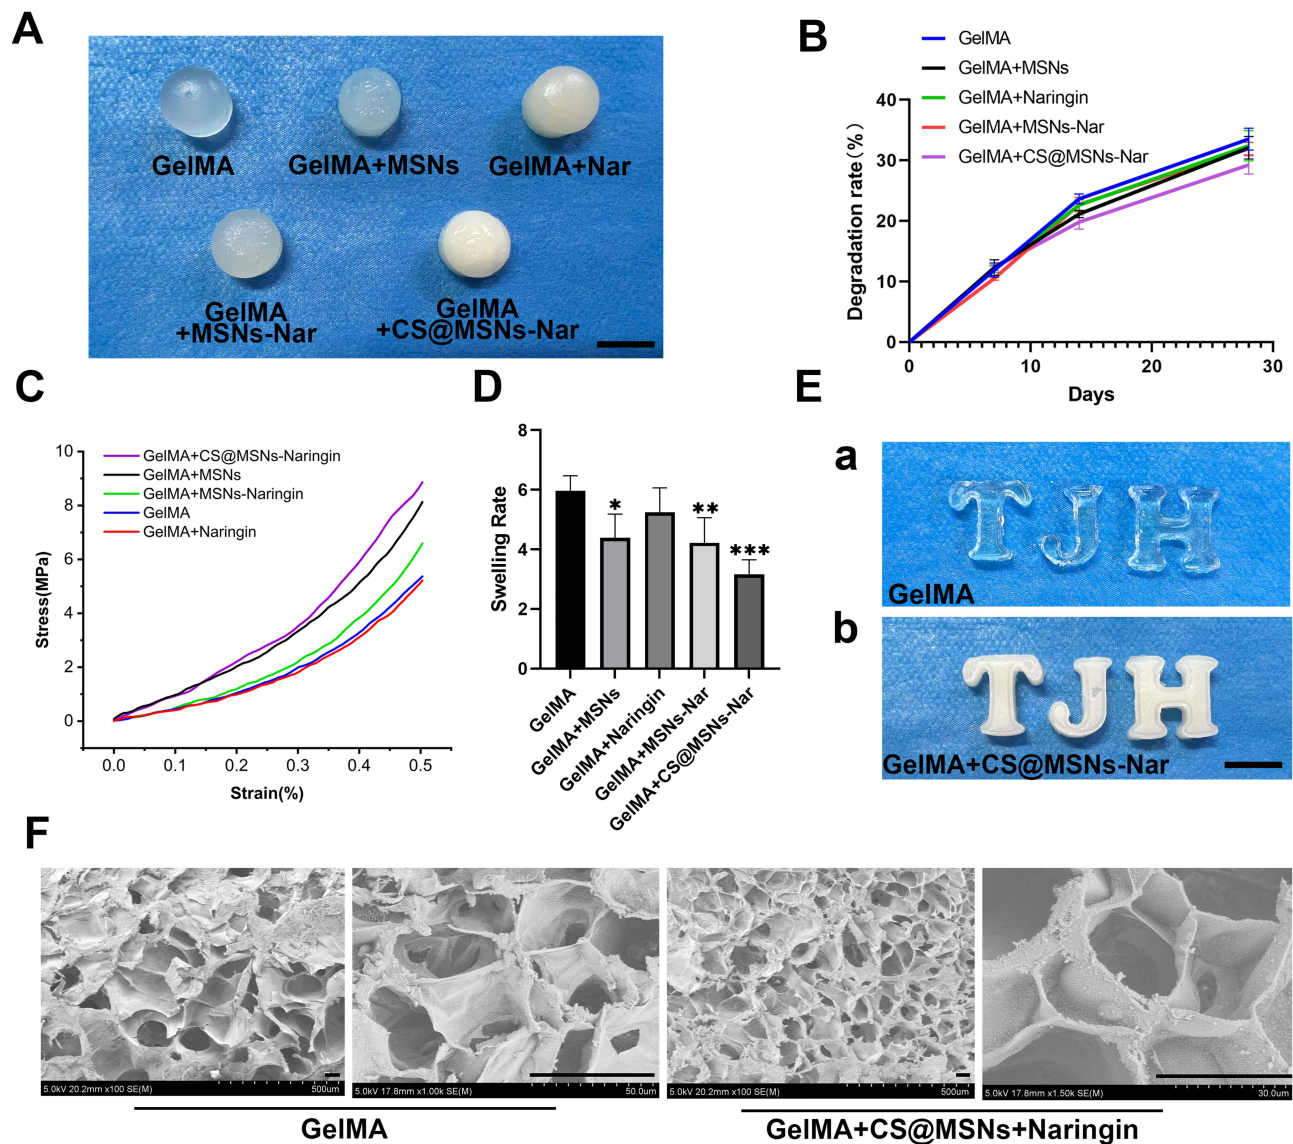 A
GelMA
GelMA+MSNs
GelMA+Nar
GelMA
+MSNs-Nar
GelMA
+CS@MSNs-Nar
B
GelMA
GelMA+MSNs
GelMA+Naringin
GelMA+MSNs-Nar
GelMA+CS@MSNs-Nar
Degradation rate (%)
40
30
20
10
0
0 10 20 30
Days
C
GelMA+CS@MSNs-Naringin
GelMA+MSNs
GelMA+MSNs-Naringin
GelMA
GelMA+Naringin
Stress(MPa)
10
8
6
4
2
0
0.0 0.1 0.2 0.3 0.4 0.5
Strain(%)
D
Swelling Rate
8
6
4
2
0
*
**
***
GelMA
GelMA+MSNs
GelMA+Naringin
GelMA+MSNs-Nar
GelMA+CS@MSNs-Nar
E
a
TJH
GelMA
b
TJH
GelMA+CS@MSNs-Nar
F
5.0kV 20.2mm x100 SE(M) 500um
5.0kV 17.8mm x1.00k SE(M) 50.0um
5.0kV 20.2mm x100 SE(M) 500um
5.0kV 17.8mm x1.50k SE(M) 30.0um
GelMA
GelMA+CS@MSNs+Naringin